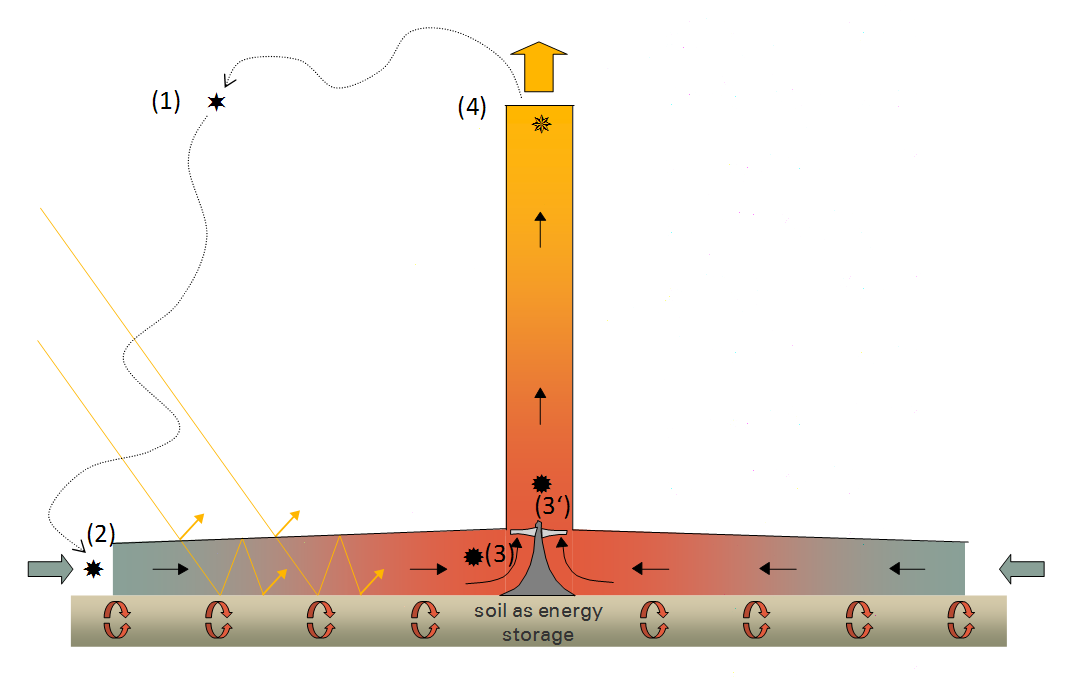 (1)
(4)
(3‘)
(2)
(3)
soil as energy
storage